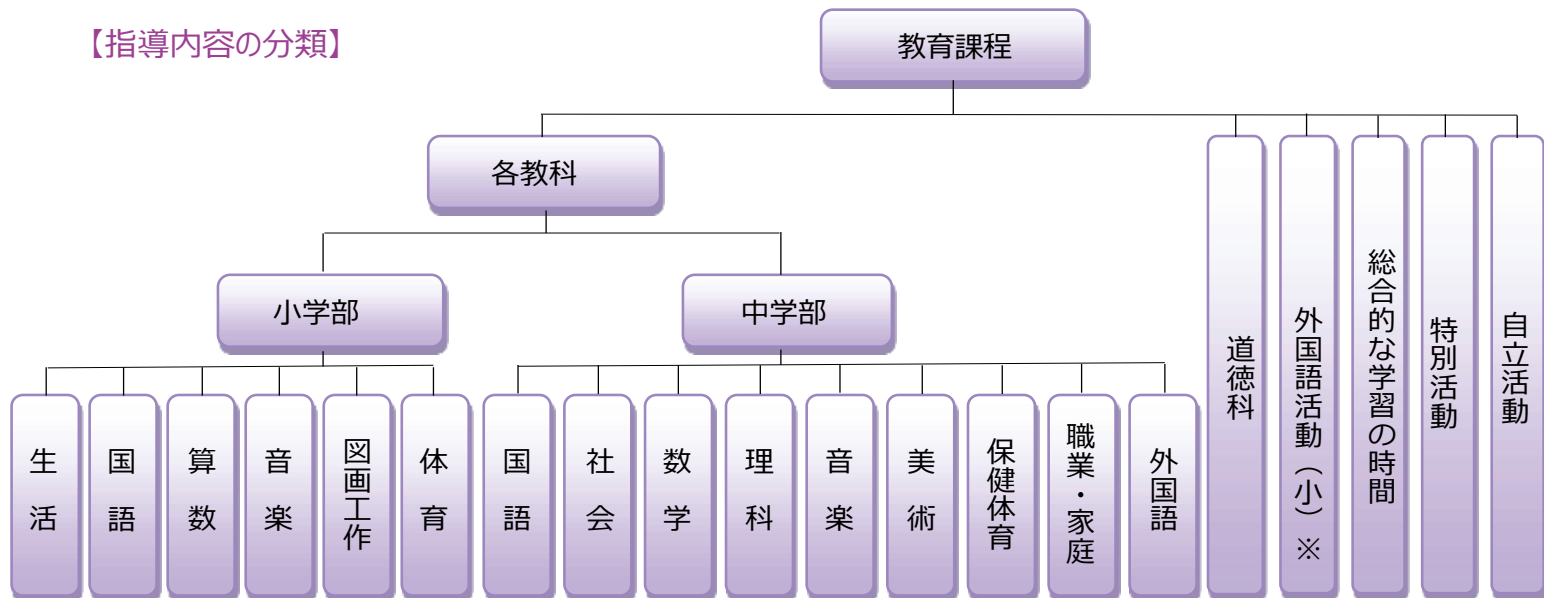 【指導内容の分類】
教育課程
各教科
小学部
中学部
生活
国語
算数
音楽
図画工作
体育
国語
社会
数学
理科
音楽
美術
保健体育
職業・家庭
外国語
道徳科
外国語活動（小）※
総合的な学習の時間
特別活動
自立活動